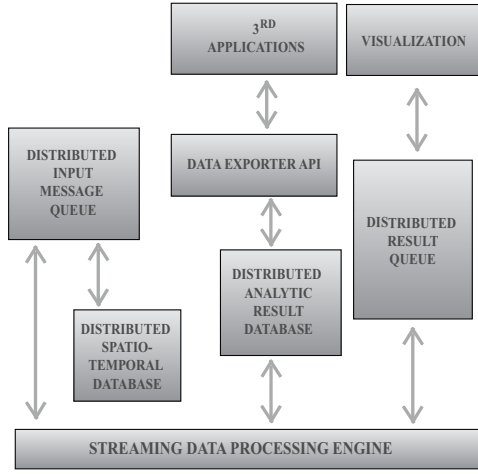 3RD
APPLICATIONS
VISUALIZATION
DISTRIBUTED
INPUT
MESSAGE
QUEUE
DATA EXPORTER API
DISTRIBUTED
RESULT
QUEUE
DISTRIBUTED
ANALYTIC
RESULT
DATABASE
DISTRIBUTED
SPATIO-
TEMPORAL
DATABASE
STREAMING DATA PROCESSING ENGINE